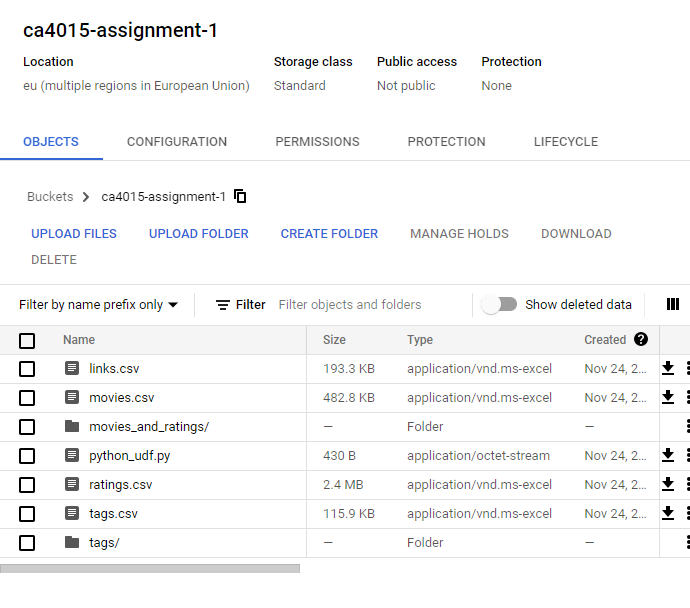 ca4015-assignment-1
Location Storage class Public access Protection
eu (multiple regions in European Union) Standard Not public None
OBJECTS CONFIGURATION PERMISSIONS PROTECTION LIFECYCLE
Buckets > ca4015-assignment-1
UPLOAD FILES UPLOAD FOLDER CREATE FOLDER MANAGE HOLDS DOWNLOAD
DELETE
Filter by name prefix only Filter Filter objects and folders Show deleted data
Name Size Type Created ?
links.csv 193.3 KB application/vnd.ms-excel Nov 24, 2...
movies.csv 482.8 KB application/vnd.ms-excel Nov 24, 2...
movies_and_ratings/ — Folder —
python_udf.py 430 B application/octet-stream Nov 24, 2...
ratings.csv 2.4 MB application/vnd.ms-excel Nov 24, 2...
tags.csv 115.9 KB application/vnd.ms-excel Nov 24, 2...
tags/ — Folder —